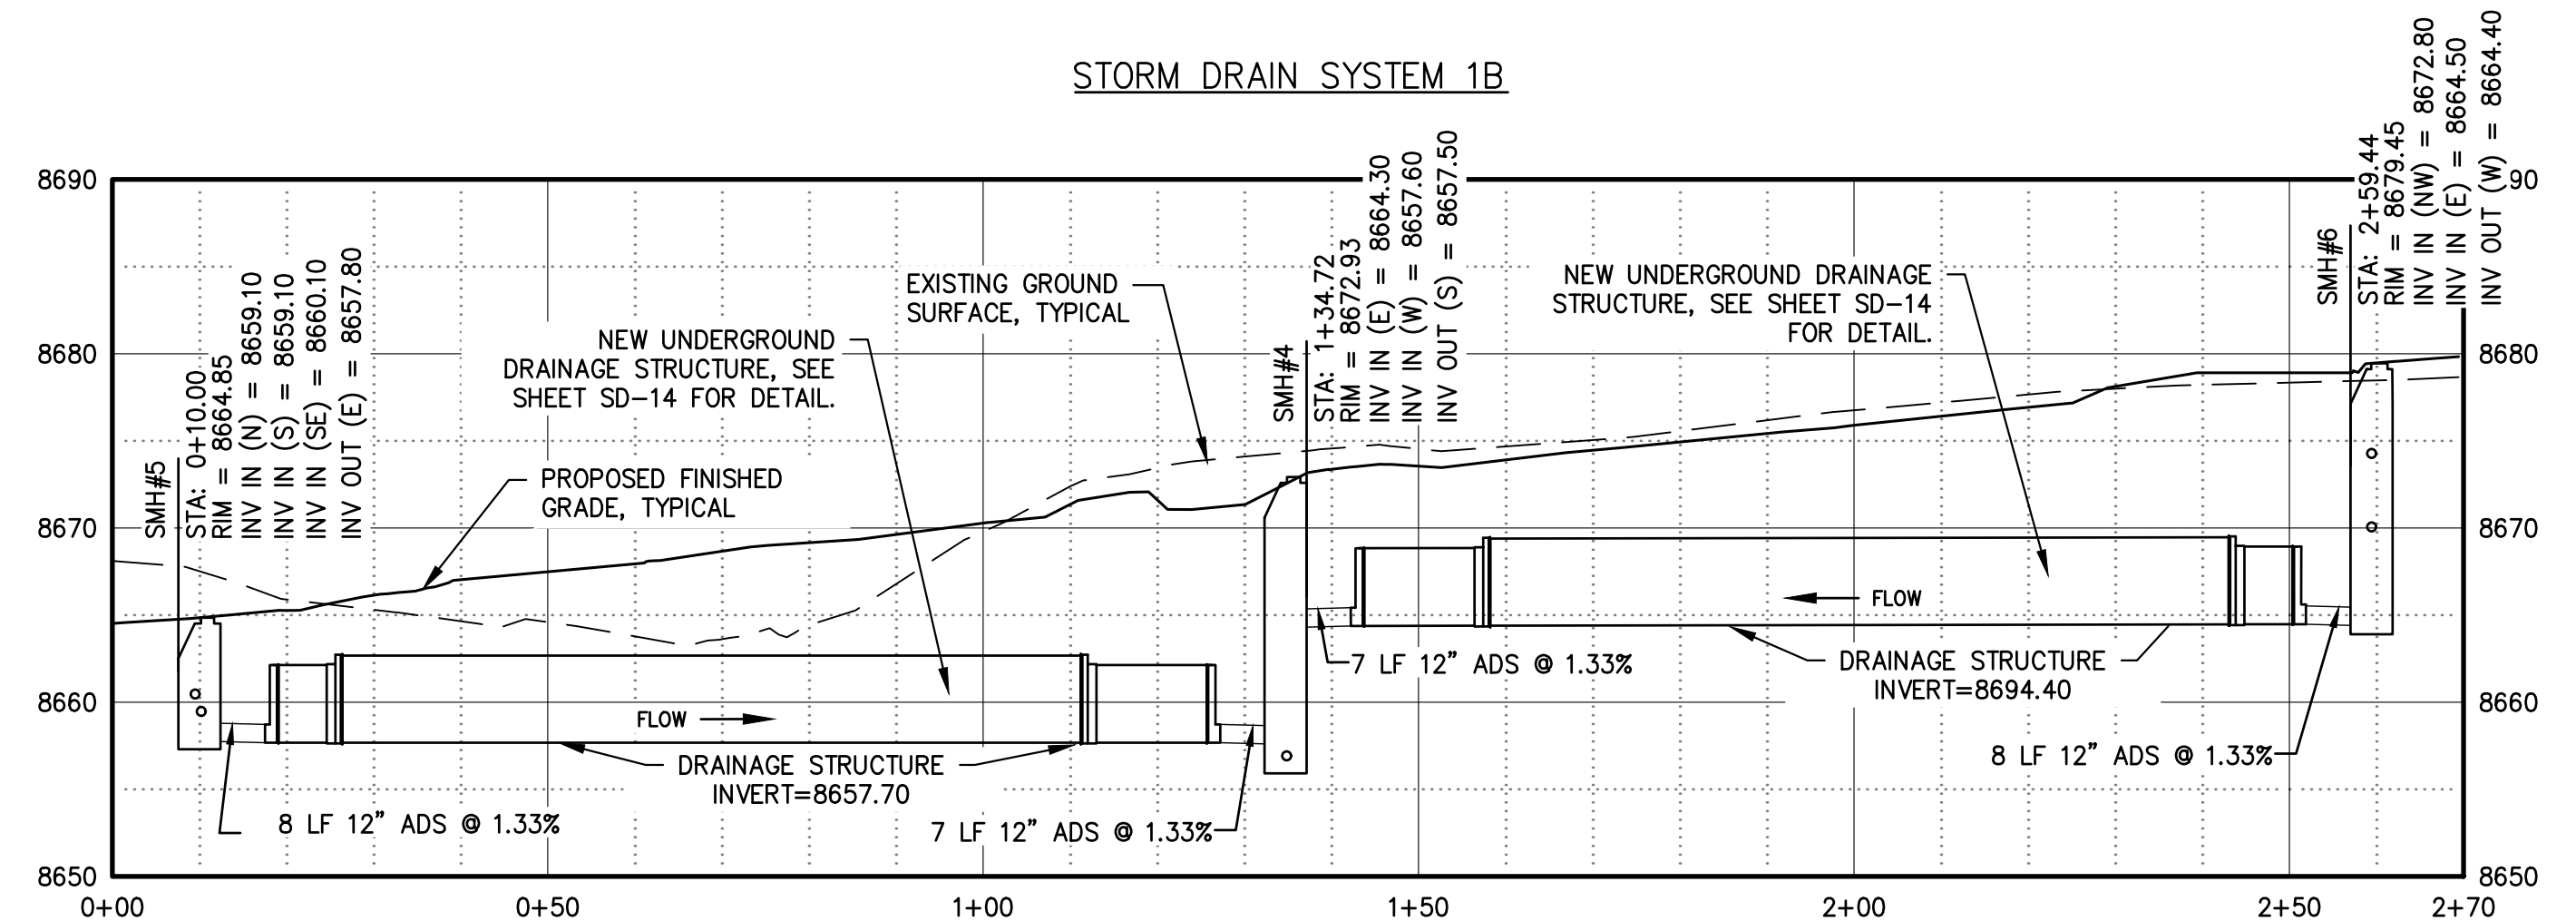 STORM DRAIN SYSTEM 1B
8690
8680
8670
8660
8650
SMH#5
STA: 0+10.00
RIM = 8664.85
INV IN (N) = 8659.10
INV IN (S) = 8659.10
INV IN (SE) = 8660.10
INV OUT (E) = 8657.80
PROPOSED FINISHED
GRADE, TYPICAL
NEW UNDERGROUND
DRAINAGE STRUCTURE, SEE
SHEET SD-14 FOR DETAIL.
EXISTING GROUND
SURFACE, TYPICAL
SMH#4
STA: 1+34.72
RIM = 8672.93
INV IN (E) = 8664.30
INV IN (W) = 8657.60
INV OUT (S) = 8657.50
NEW UNDERGROUND DRAINAGE
STRUCTURE, SEE SHEET SD-14
FOR DETAIL.
SMH#6
STA: 2+59.44
RIM = 8679.45
INV IN (NW) = 8672.80
INV IN (E) = 8664.50
INV OUT (W) = 8664.40
FLOW
DRAINAGE STRUCTURE
INVERT=8657.70
8 LF 12" ADS @ 1.33%
7 LF 12" ADS @ 1.33%
7 LF 12" ADS @ 1.33%
FLOW
DRAINAGE STRUCTURE
INVERT=8694.40
8 LF 12" ADS @ 1.33%
90
8680
8670
8660
8650
0+00
0+50
1+00
1+50
2+00
2+50
2+70